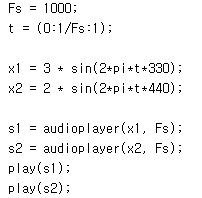 Fs = 1000;
t = (0:1/Fs:1);
x1 = 3 * sin(2*pi*t*330);
x2 = 2 * sin(2*pi*t*440);
s1 = audioplayer(x1, Fs);
s2 = audioplayer(x2, Fs);
play(s1);
play(s2);